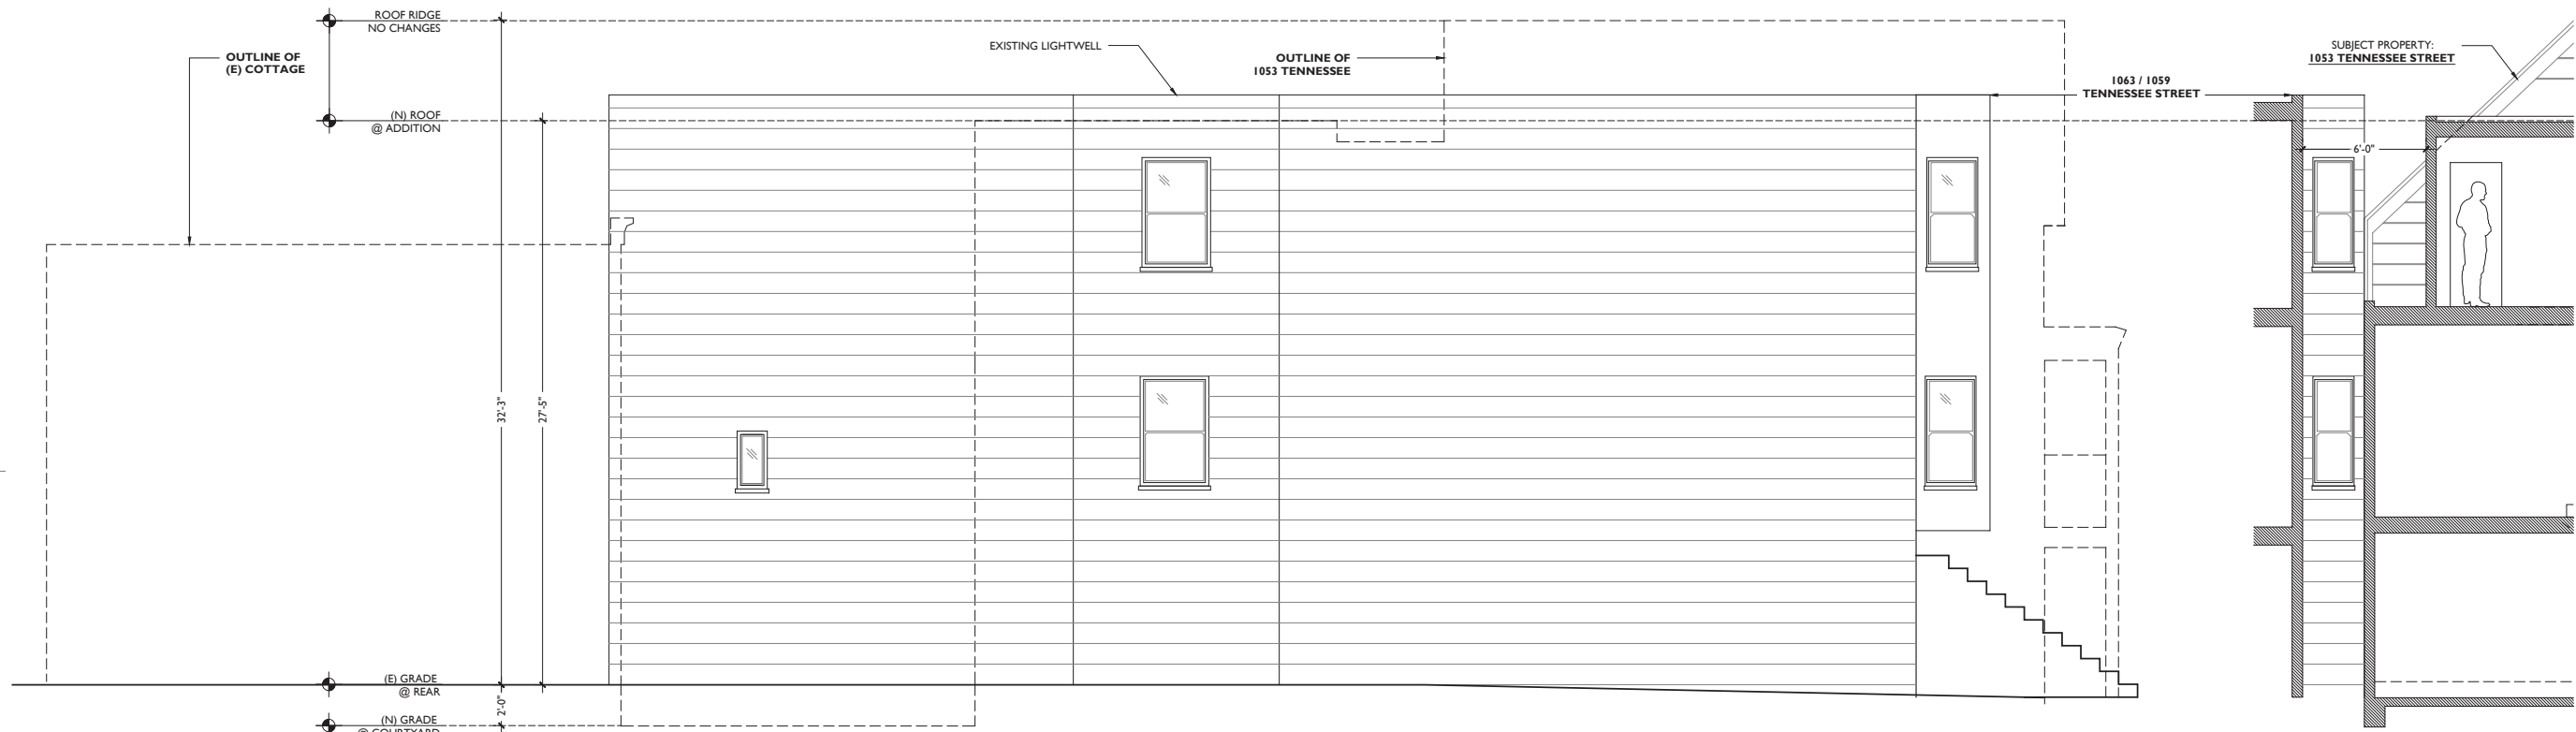 ROOF RIDGE
NO CHANGES
OUTLINE OF
(E) COTTAGE
EXISTING LIGHTWELL
OUTLINE OF
1053 TENNESSEE
SUBJECT PROPERTY:
1053 TENNESSEE STREET
1063 / 1059
TENNESSEE STREET
(N) ROOF
@ ADDITION
6'-0"
32'-3"
27'-5"
(E) GRADE
@ REAR
2'-0"
(N) GRADE
@ COURTYARD